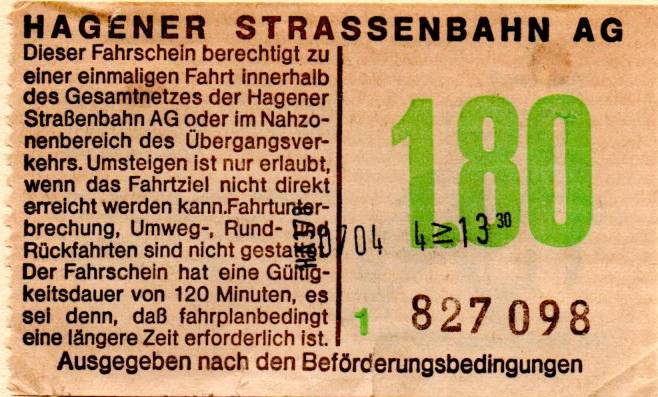 HAGENER STRASSENBAHN AG
Dieser Fahrschein berechtigt zu
einer einmaligen Fahrt innerhalb
des Gesamtnetzes der Hagener
Straßenbahn AG oder im Nahzo-
nenbereich des Übergangsver-
kehrs. Umsteigen ist nur erlaubt,
wenn das Fahrtziel nicht direkt
erreicht werden kann.Fahrtunter-
brechung, Umweg-, Rund- und
Rückfahrten sind nicht gestattet.
Der Fahrschein hat eine Gültig-
keitsdauer von 120 Minuten, es
sei denn, daß fahrplanbedingt
eine längere Zeit erforderlich ist.
180
0704 4≥13 30
1 827 098
Ausgegeben nach den Beförderungsbedingungen